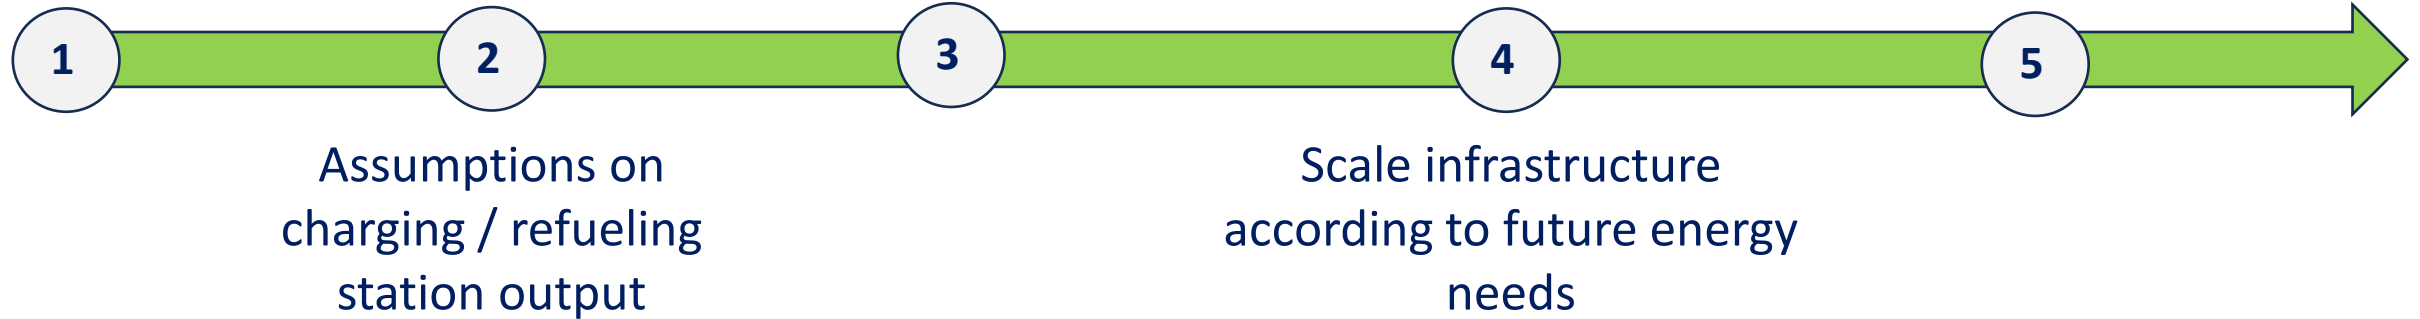 1
2
3
4
5
Assumptions on
charging / refueling
station output
Scale infrastructure
according to future energy
needs